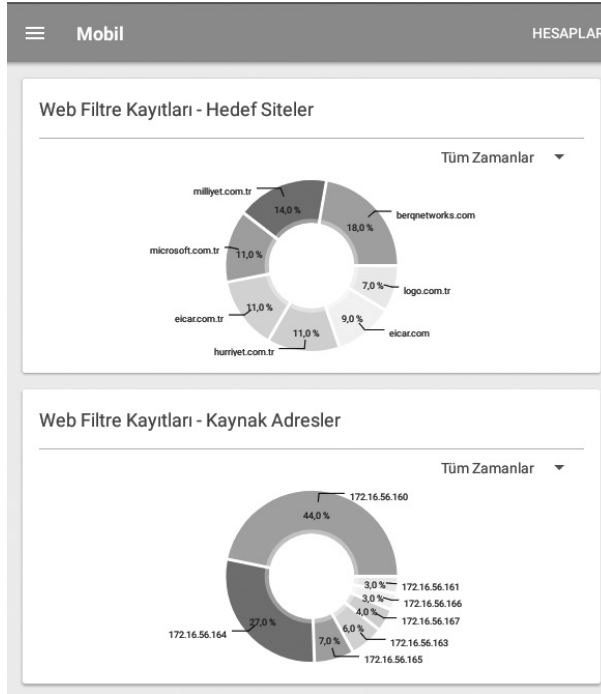 Mobil
HESAPLAR
Web Filtre Kayıtları - Hedef Siteler
Tüm Zamanlar
milliyet.com.tr
14,0 %
berqnetworks.com
18,0 %
microsoft.com.tr
11,0 %
7,0 %
logo.com.tr
eicar.com.tr
11,0 %
11,0 %
9,0 %
eicar.com
hurriyet.com.tr
Web Filtre Kayıtları - Kaynak Adresler
Tüm Zamanlar
172.16.56.160
44,0 %
3,0 %
172.16.56.161
3,0 %
172.16.56.166
4,0 %
172.16.56.167
27,0 %
172.16.56.164
6,0 %
172.16.56.163
7,0 %
172.16.56.165